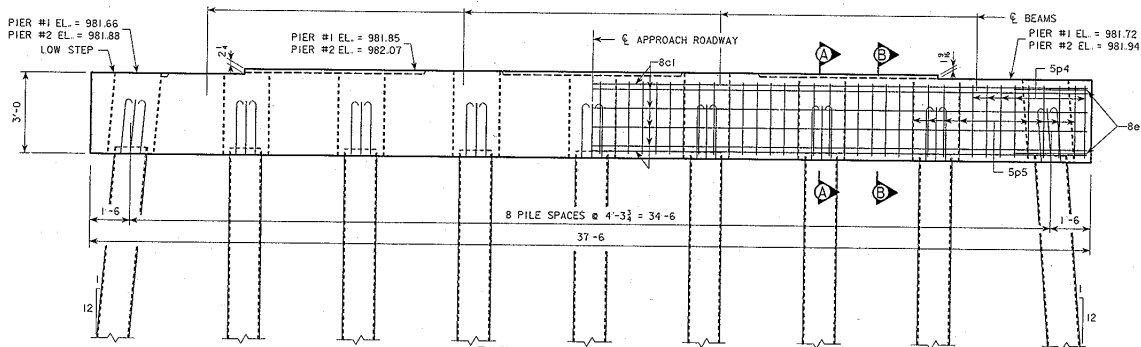 PIER #1 EL. = 981.66
PIER #2 EL. = 981.88
LOW STEP
PIER #1 EL. = 981.85
PIER #2 EL. = 982.07
℄ APPROACH ROADWAY
℄ BEAMS
PIER #1 EL. = 981.72
PIER #2 EL. = 981.94
A
B
8c1
5p4
3'-0
8e
5p5
A
B
1'-6
8 PILE SPACES @ 4'-3¾ = 34'-6
1'-6
37'-6
1
12
1
12